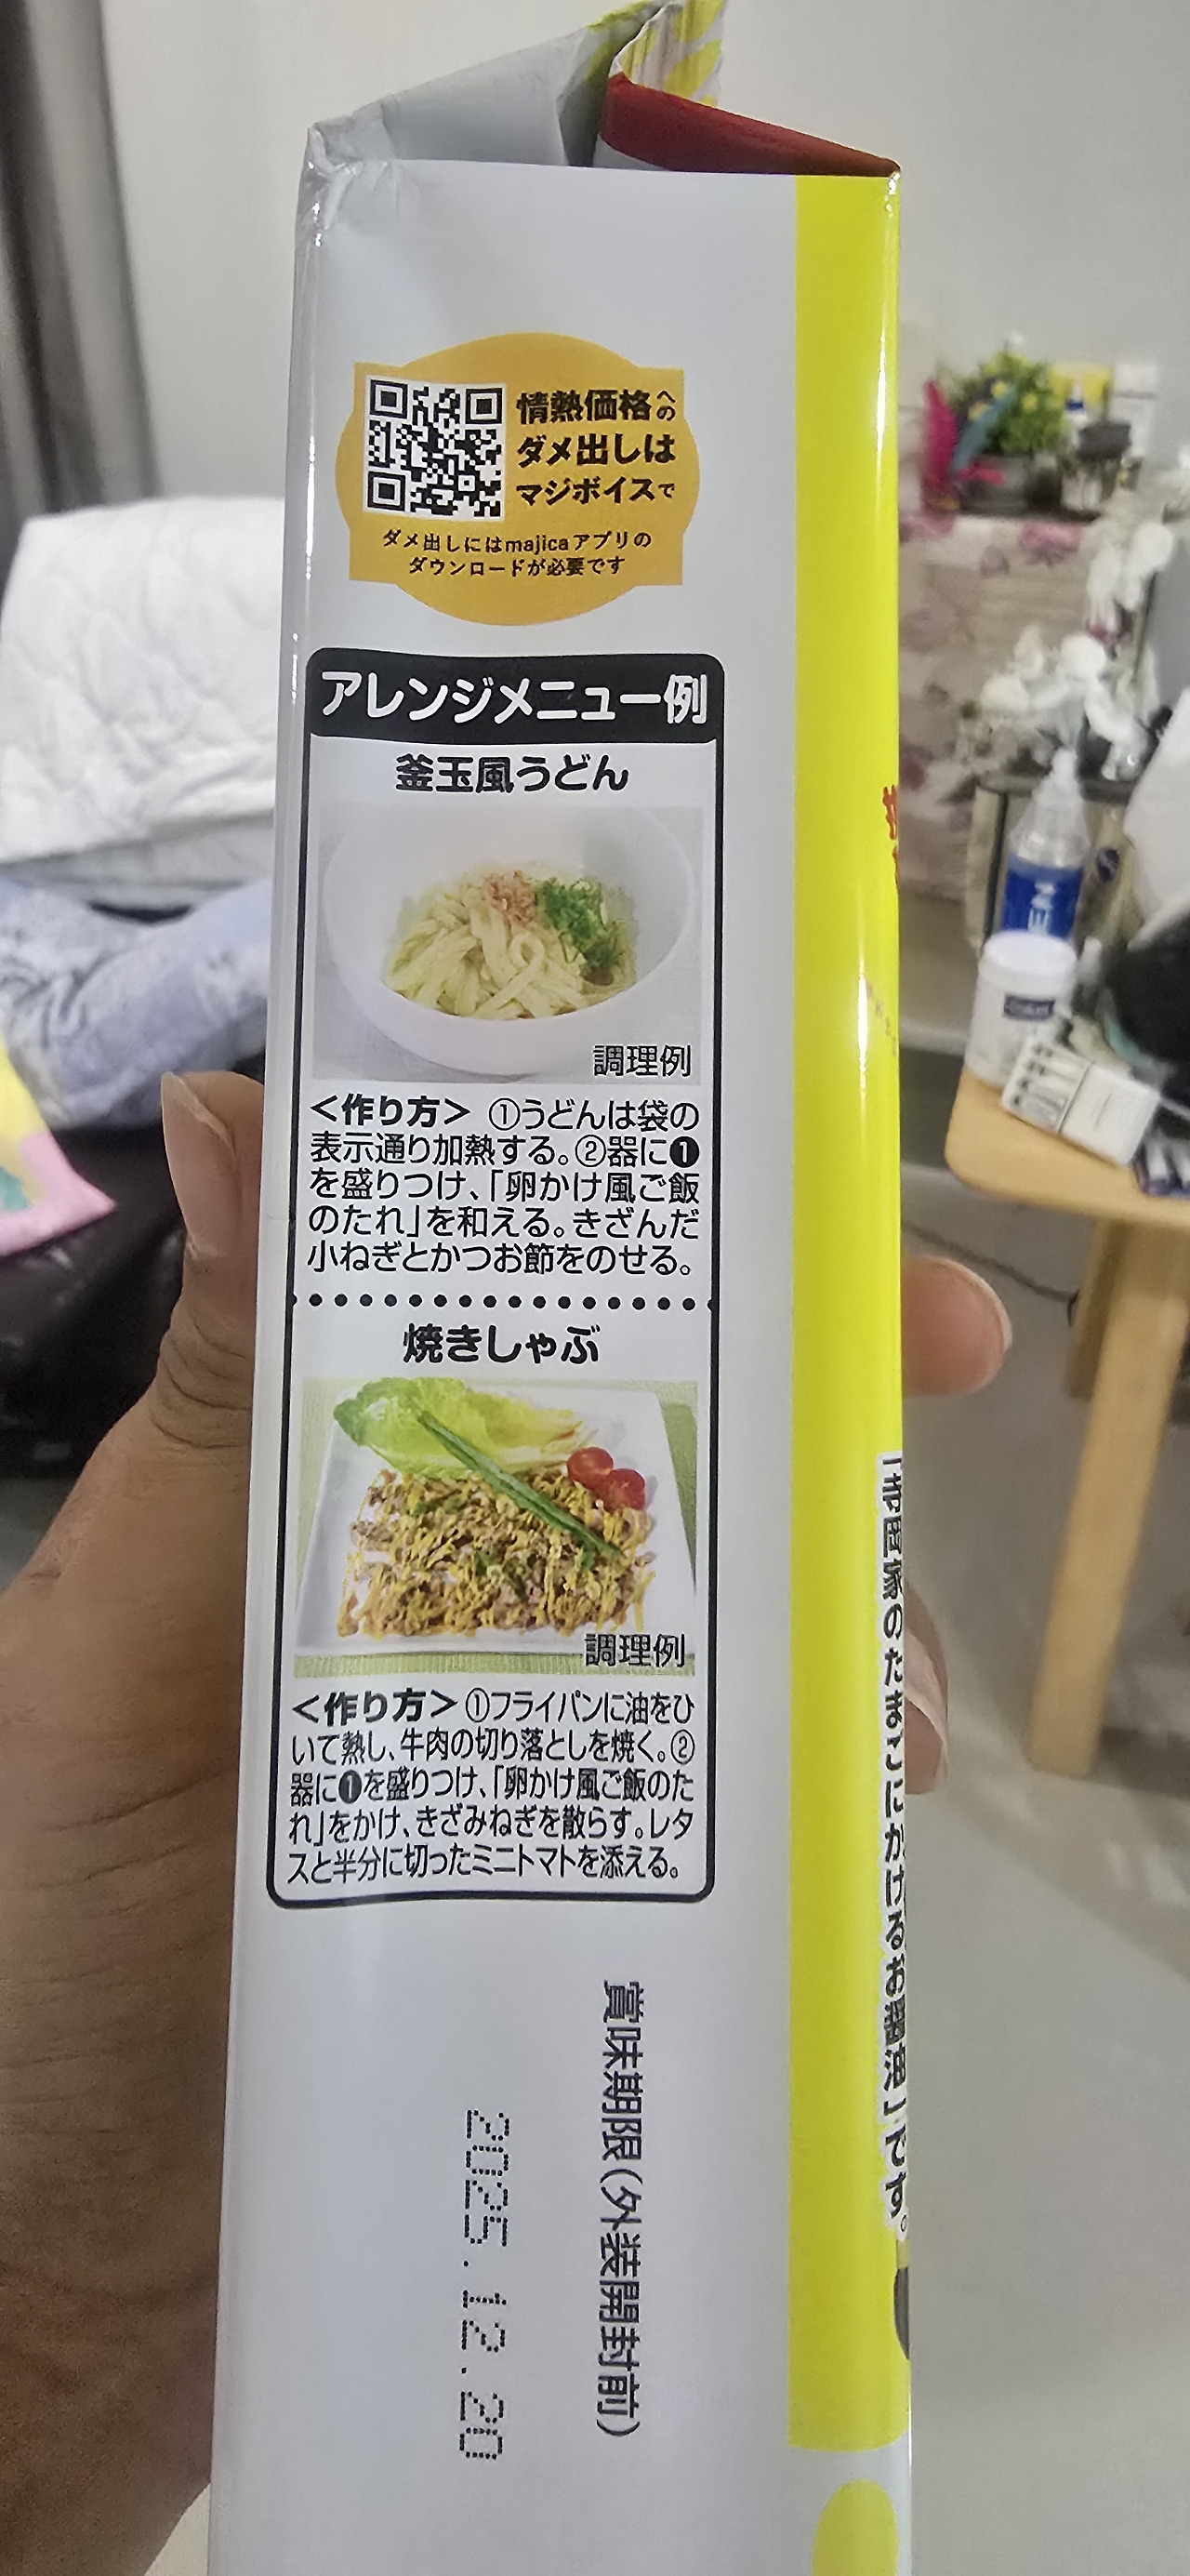 情熱価格への
ダメ出しは
マジボイスで
ダメ出しにはmajicaアプリの
ダウンロードが必要です
アレンジメニュー例
釜玉風うどん
調理例
<作り方> ①うどんは袋の
表示通り加熱する。②器に❶
を盛りつけ、「卵かけ風ご飯
のたれ」を和える。きざんだ
小ねぎとかつお節をのせる。
焼きしゃぶ
調理例
<作り方>①フライパンに油をひ
いて熱し、牛肉の切り落としを焼く。②
器に❶を盛りつけ、「卵かけ風ご飯のた
れ」をかけ、きざみねぎを散らす。レタ
スと半分に切ったミニトマトを添える。
賞味期限(外装開封前)
2025.12.20
家のたまごにかけるお醤油」です。